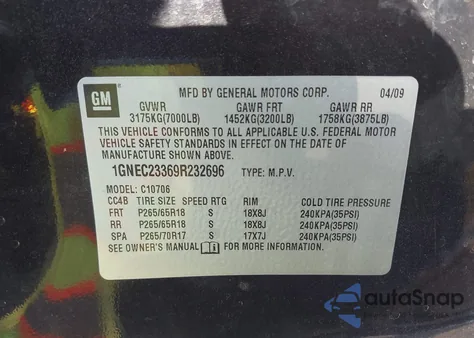 GM
MFD BY GENERAL MOTORS CORP. 04/09
GVWR GAWR FRT GAWR RR
3175KG(7000LB) 1452KG(3200LB) 1758KG(3875LB)
THIS VEHICLE CONFORMS TO ALL APPLICABLE U.S. FEDERAL MOTOR
VEHICLE SAFETY STANDARDS IN EFFECT ON THE DATE OF
MANUFACTURE SHOWN ABOVE.
1GNEC23369R232696 TYPE: M.P.V.
MODEL: C10706
CC4B TIRE SIZE SPEED RTG RIM COLD TIRE PRESSURE
FRT P265/65R18 S 18X8J 240KPA(35PSI)
RR P265/65R18 S 18X8J 240KPA(35PSI)
SPA P265/70R17 S 17X7J 240KPA(35PSI)
SEE OWNER'S MANUAL FOR MORE INFORMATION.
autaSnap